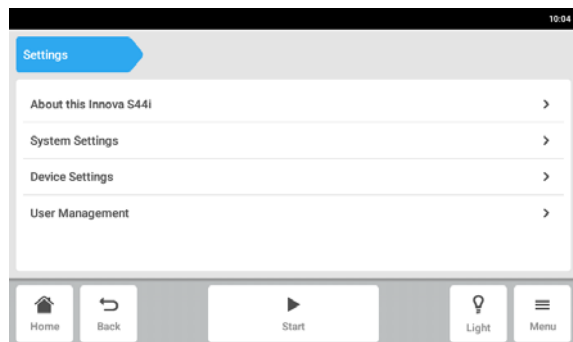 10:04
Settings
About this Innova S44i
System Settings
Device Settings
User Management
Home Back Start Light Menu